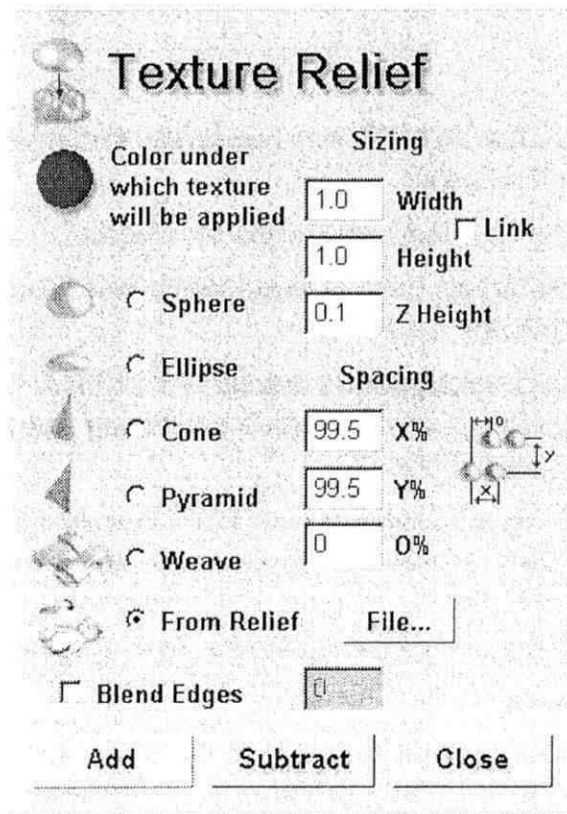 Texture Relief
Color under
which texture
will be applied
Sizing
1.0 Width
Link
1.0 Height
0.1 Z Height
Sphere
Ellipse
Cone
Pyramid
Weave
From Relief
File...
Spacing
99.5 X%
99.5 Y%
0 O%
o
Y
X
Blend Edges
0
Add
Subtract
Close